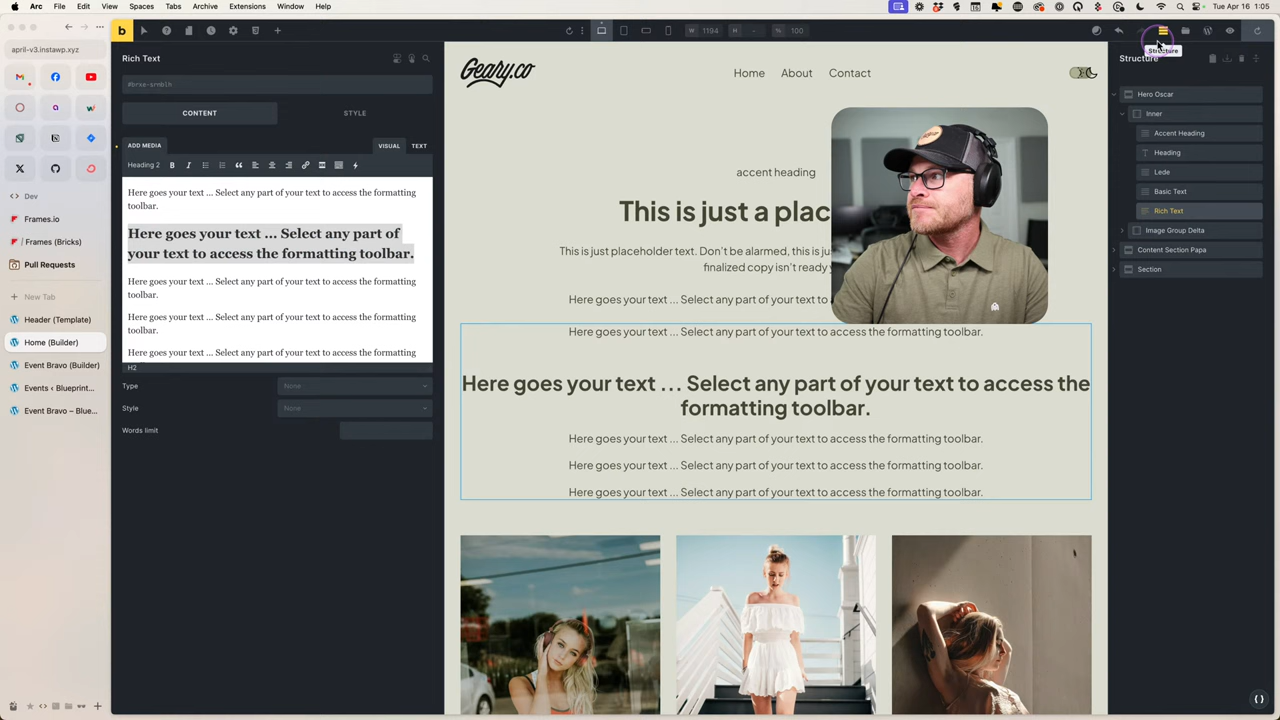 Arc File Edit View Spaces Tabs Archive Extensions Window Help
Tue Apr 16 1:05
april-v3.instawp.xyz
Dev
Frames.io
/ Frames (Bricks)
Pull Requests
New Tab
Header (Template)
Home (Builder)
Event Bravo (Builder)
Events ‹ Blueprint...
Event Bravo – Blue...
b
W 1194 H - % 100
Rich Text
#brxe-srnblh
CONTENT STYLE
ADD MEDIA VISUAL TEXT
Heading 2 B I
Here goes your text ... Select any part of your text to access the formatting
toolbar.
Here goes your text ... Select any part of
your text to access the formatting toolbar.
Here goes your text ... Select any part of your text to access the formatting
toolbar.
Here goes your text ... Select any part of your text to access the formatting
toolbar.
Here goes your text ... Select any part of your text to access the formatting
H2
Type None
Style None
Words limit
Geary.co
Home About Contact
accent heading
This is just a plac
This is just placeholder text. Don't be alarmed, this is ju
finalized copy isn't ready
Here goes your text ... Select any part of your text to a
Here goes your text ... Select any part of your text to access the formatting toolbar.
Here goes your text ... Select any part of your text to access the
formatting toolbar.
Here goes your text ... Select any part of your text to access the formatting toolbar.
Here goes your text ... Select any part of your text to access the formatting toolbar.
Here goes your text ... Select any part of your text to access the formatting toolbar.
Structure
Structure
Hero Oscar
Inner
Accent Heading
Heading
Lede
Basic Text
Rich Text
Image Group Delta
Content Section Papa
Section